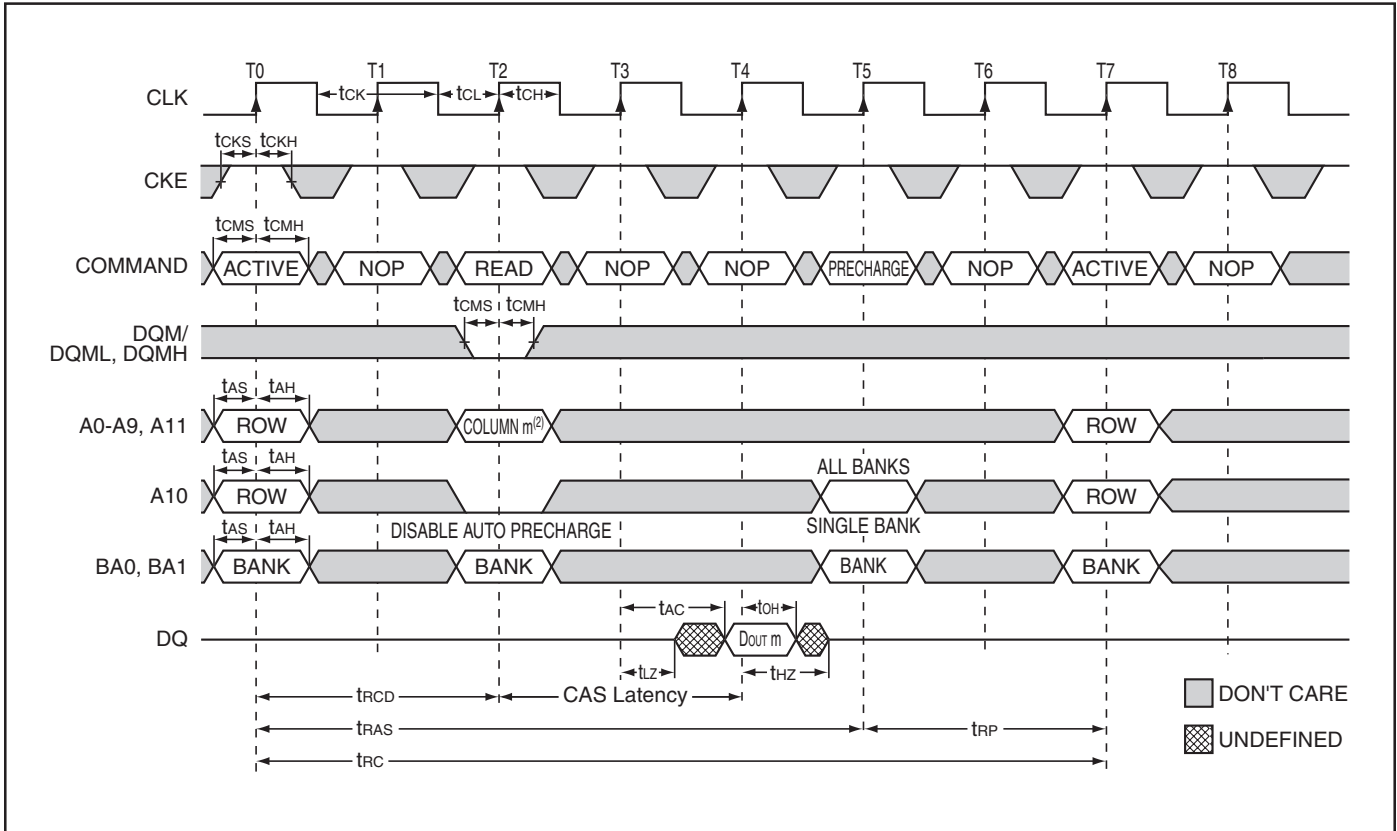 T0 T1 T2 T3 T4 T5 T6 T7 T8
CLK tCK tCL tCH
tCKS tCKH
CKE
tCMS tCMH
COMMAND ACTIVE NOP READ NOP NOP PRECHARGE NOP ACTIVE NOP
tCMS tCMH
DQM/
DQML, DQMH
tAS tAH
A0-A9, A11 ROW COLUMN m(2) ROW
tAS tAH ALL BANKS
A10 ROW ROW
tAS tAH DISABLE AUTO PRECHARGE SINGLE BANK
BA0, BA1 BANK BANK BANK BANK
tAC tOH
DQ DOUT m
tLZ tHZ
tRCD CAS Latency
DON'T CARE
tRAS tRP
UNDEFINED
tRC